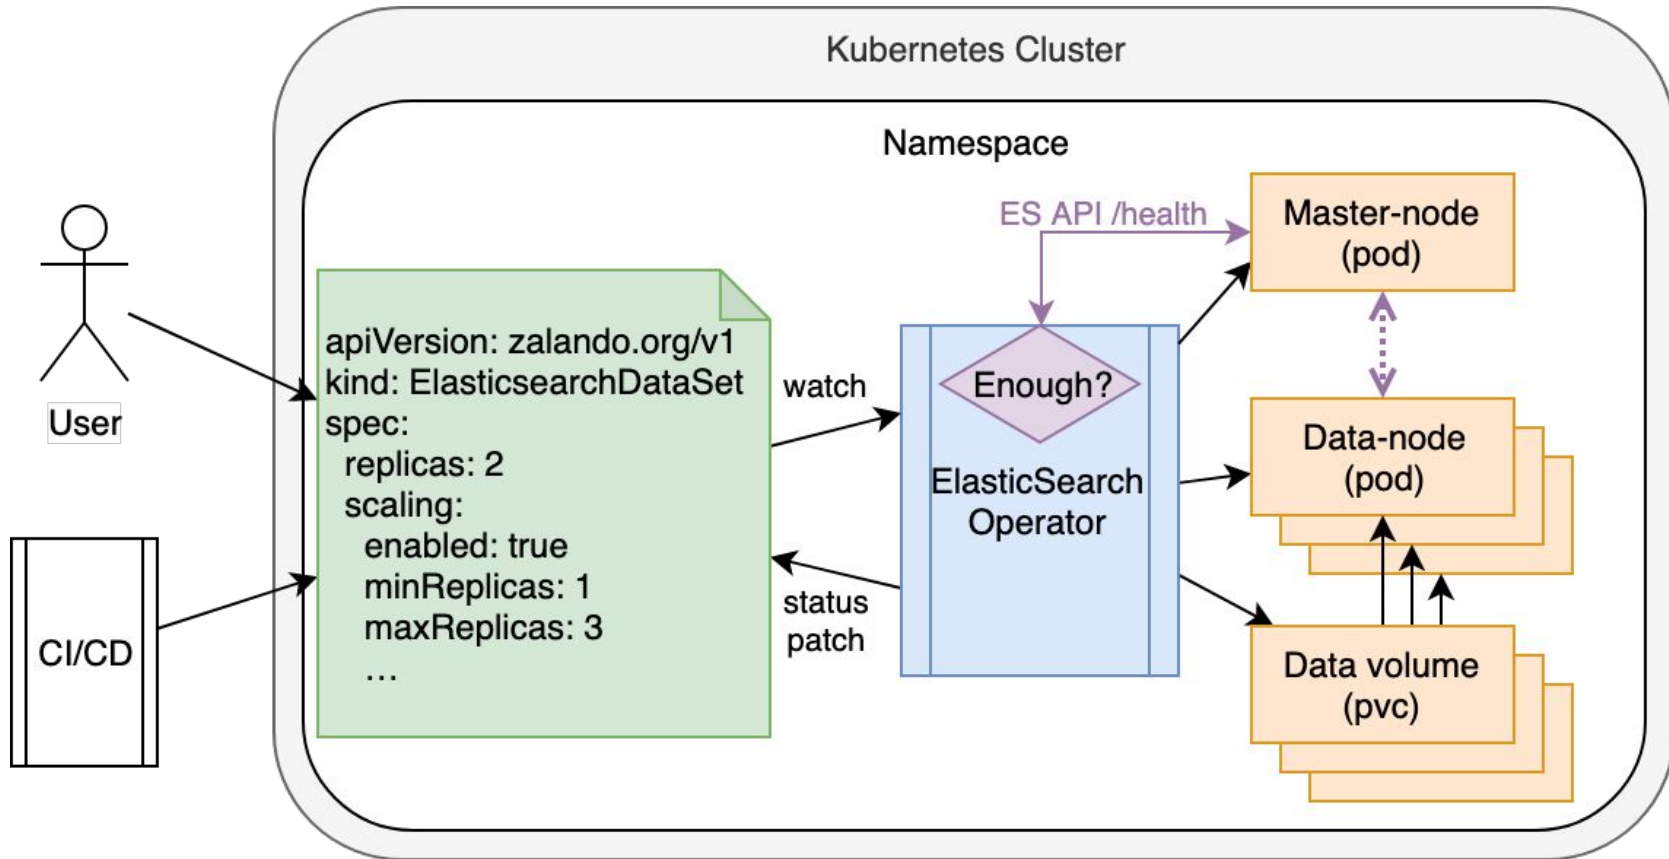 Kubernetes Cluster
Namespace
ES API /health
Master-node
(pod)
User
apiVersion: zalando.org/v1
kind: ElasticsearchDataSet
spec:
  replicas: 2
  scaling:
    enabled: true
    minReplicas: 1
    maxReplicas: 3
    ...
watch
status
patch
Enough?
ElasticSearch
Operator
Data-node
(pod)
CI/CD
Data volume
(pvc)